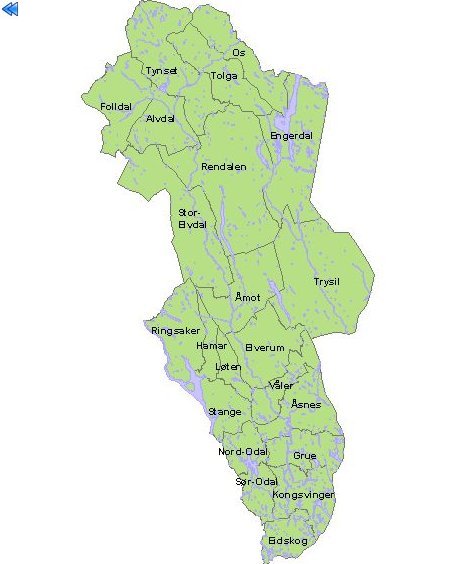 Os
Tynset
Tolga
Folldal
Alvdal
Engerdal
Rendalen
Stor-
Elvdal
Trysil
Åmot
Ringsaker
Hamar
Elverum
Løten
Våler
Åsnes
Stange
Nord-Odal
Grue
Sør-Odal
Kongsvinger
Eidskog